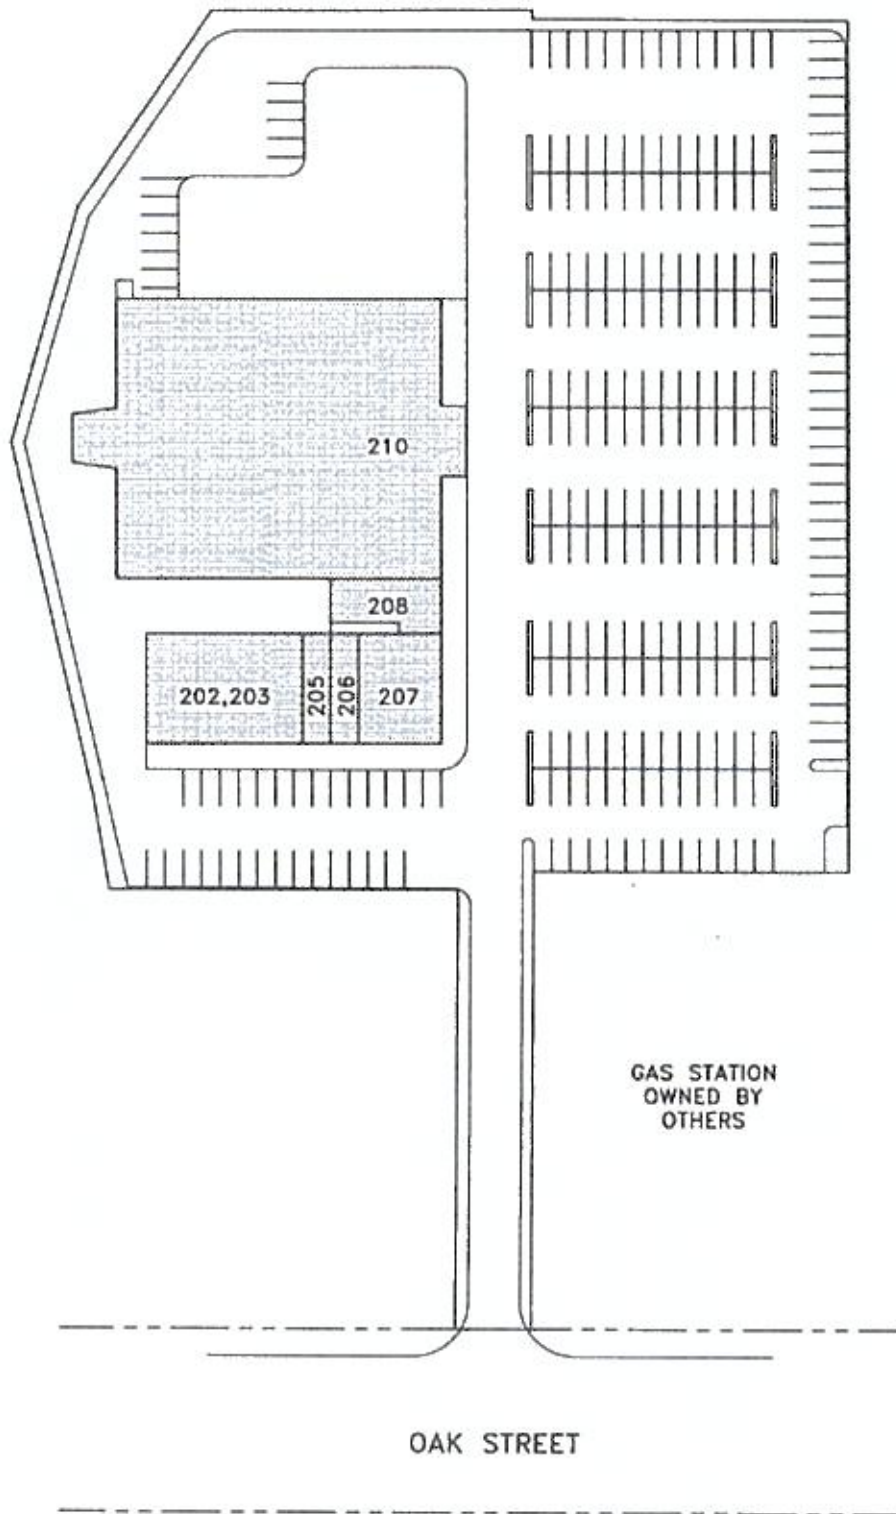 210
208
202,203
205
206
207
GAS STATION
OWNED BY
OTHERS
OAK STREET